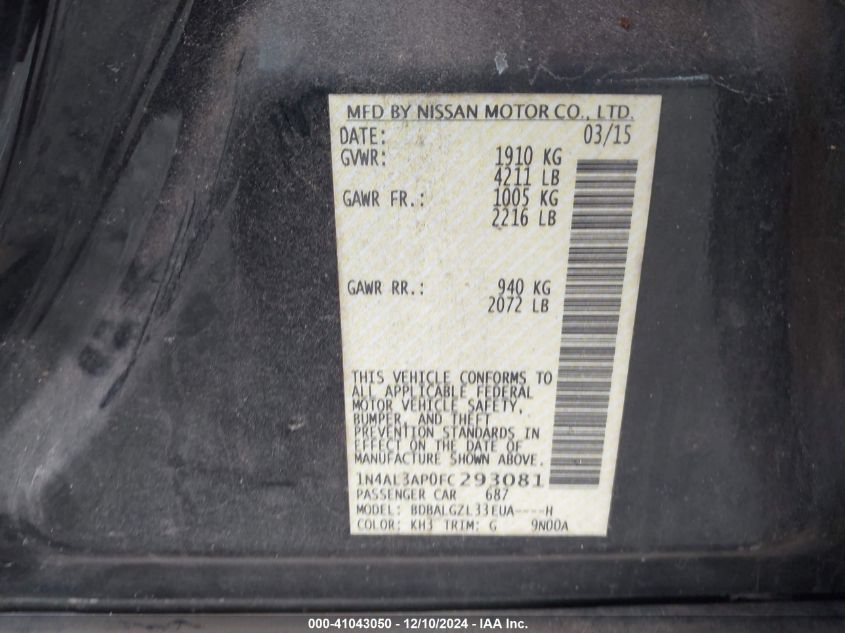 MFD BY NISSAN MOTOR CO., LTD.
DATE: 03/15
GVWR: 1910 KG
4211 LB
GAWR FR.: 1005 KG
2216 LB
GAWR RR.: 940 KG
2072 LB
THIS VEHICLE CONFORMS TO
ALL APPLICABLE FEDERAL
MOTOR VEHICLE SAFETY,
BUMPER, AND THEFT
PREVENTION STANDARDS IN
EFFECT ON THE DATE OF
MANUFACTURE SHOWN ABOVE.
1N4AL3AP0FC293081
PASSENGER CAR 687
MODEL: BDBALGZL33EUA----H
COLOR: KH3 TRIM: G 9N00A
000-41043050 - 12/10/2024 - IAA Inc.